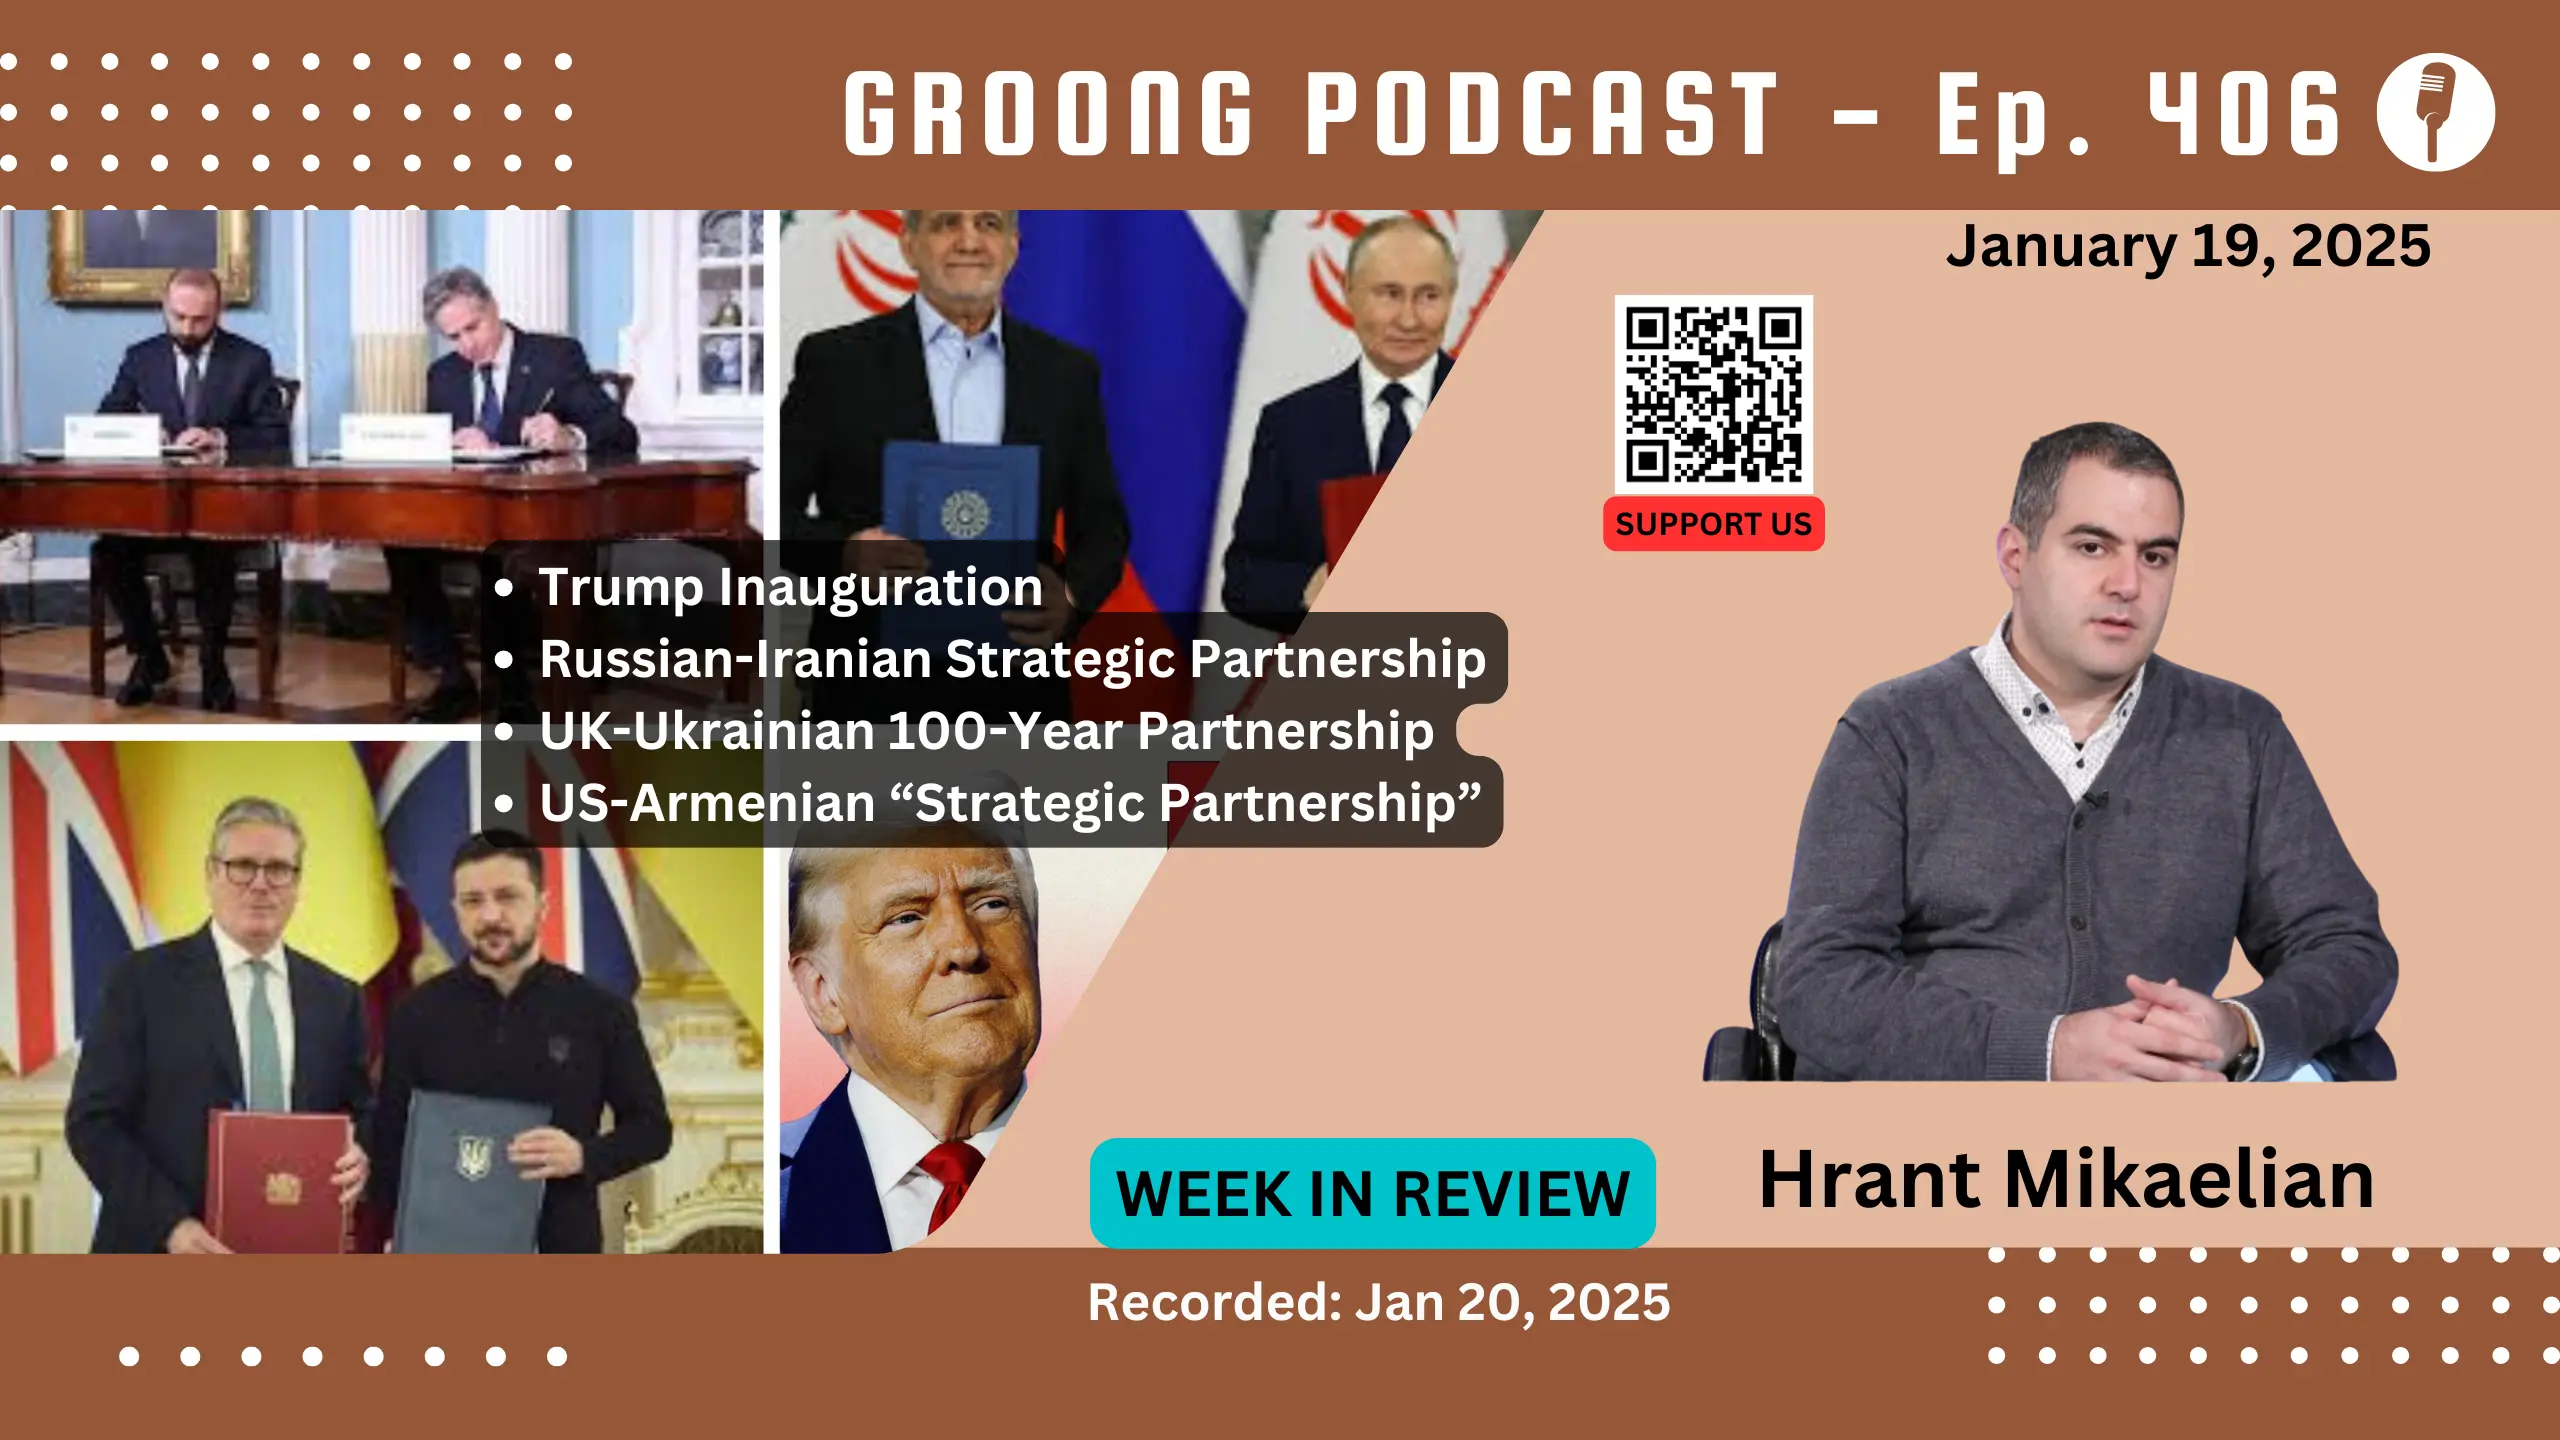 GROONG PODCAST - Ep. 406
January 19, 2025
SUPPORT US
• Trump Inauguration
• Russian-Iranian Strategic Partnership
• UK-Ukrainian 100-Year Partnership
• US-Armenian “Strategic Partnership”
WEEK IN REVIEW
Hrant Mikaelian
Recorded: Jan 20, 2025